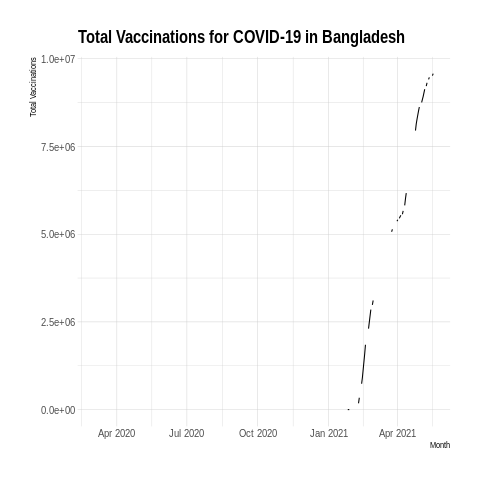 Total Vaccinations for COVID-19 in Bangladesh
Total Vaccinations
1.0e+07
7.5e+06
5.0e+06
2.5e+06
0.0e+00
Apr 2020 Jul 2020 Oct 2020 Jan 2021 Apr 2021
Month